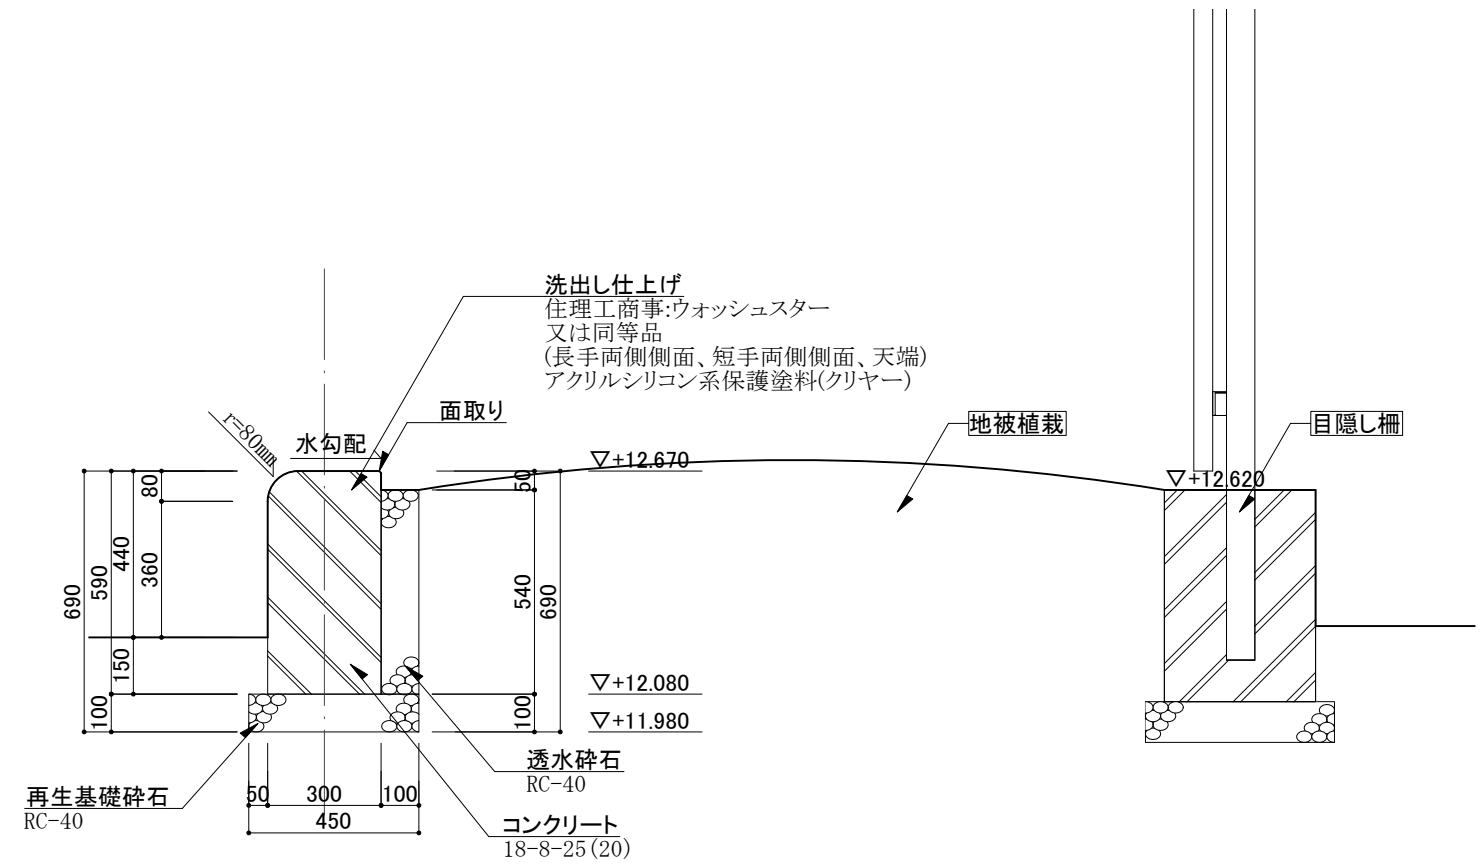 洗出し仕上げ
住理工商事:ウォッシュスター
又は同等品
(長手両側側面、短手両側側面、天端)
アクリルシリコン系保護塗料(クリヤー)
面取り
r=80mm
水勾配
地被植栽
目隠し柵
▽+12.670
▽+12.620
80
50
440
360
590
690
540
690
150
▽+12.080
100
100
▽+11.980
透水砕石
RC-40
再生基礎砕石
RC-40
50
300
100
450
コンクリート
18-8-25(20)